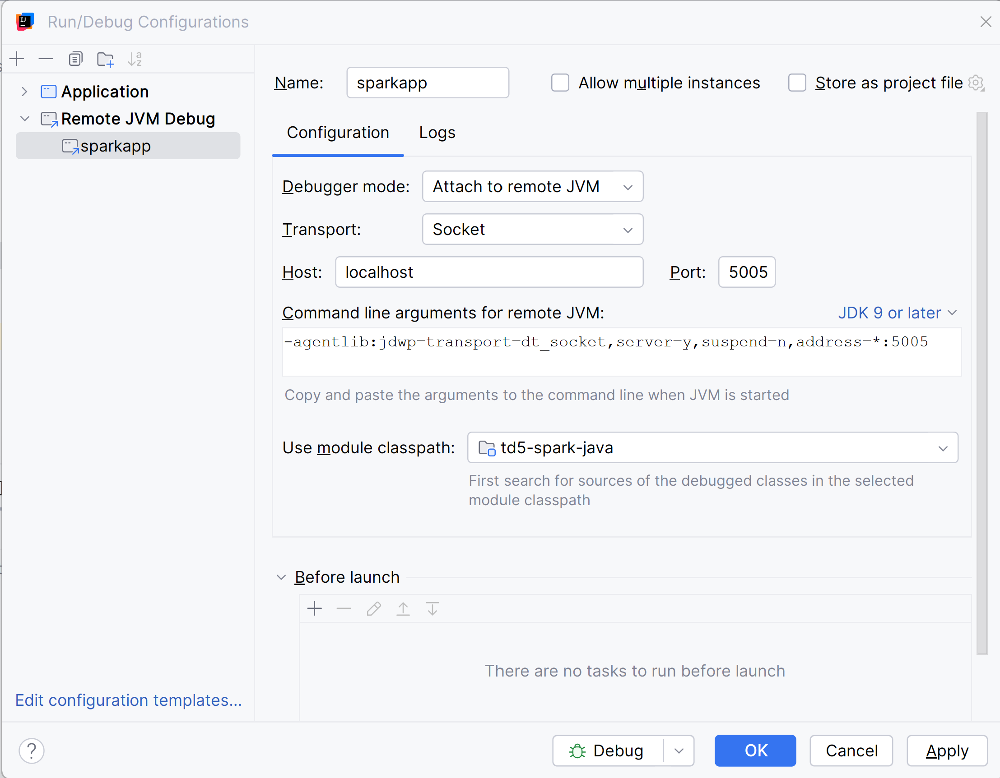 Run/Debug Configurations
Application
Remote JVM Debug
sparkapp
Edit configuration templates...
Name: sparkapp Allow multiple instances Store as project file
Configuration Logs
Debugger mode: Attach to remote JVM
Transport: Socket
Host: localhost Port: 5005
Command line arguments for remote JVM: JDK 9 or later
-agentlib:jdwp=transport=dt_socket,server=y,suspend=n,address=*:5005
Copy and paste the arguments to the command line when JVM is started
Use module classpath: td5-spark-java
First search for sources of the debugged classes in the selected
module classpath
Before launch
There are no tasks to run before launch
? Debug OK Cancel Apply